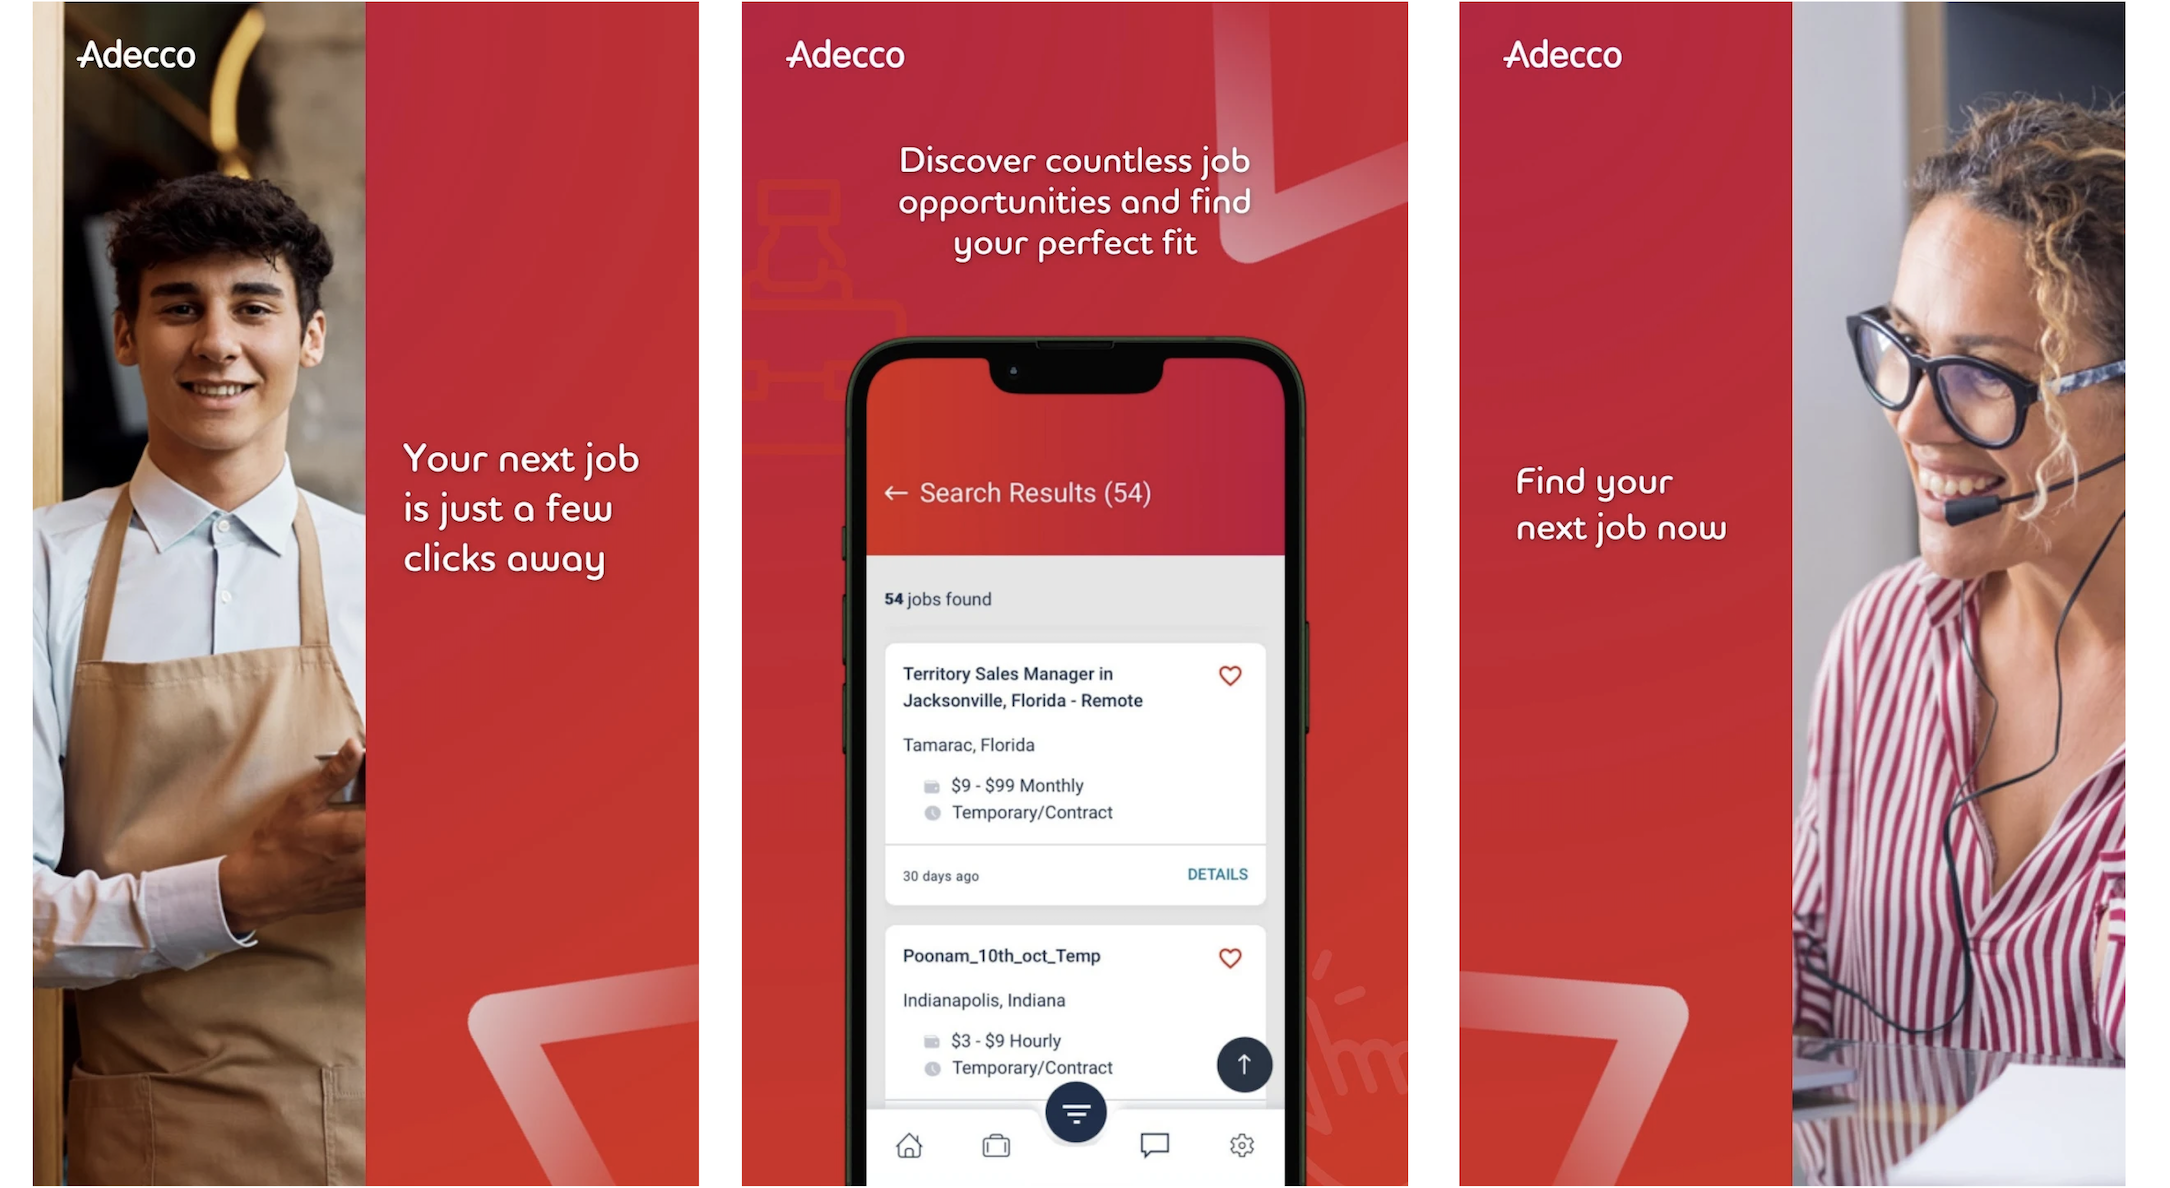 Adecco
Your next job
is just a few
clicks away
Adecco
Discover countless job
opportunities and find
your perfect fit
Search Results (54)
54 jobs found
Territory Sales Manager in
Jacksonville, Florida - Remote
Tamarac, Florida
$9 - $99 Monthly
Temporary/Contract
30 days ago
DETAILS
Poonam_10th_oct_Temp
Indianapolis, Indiana
$3 - $9 Hourly
Temporary/Contract
Adecco
Find your
next job now